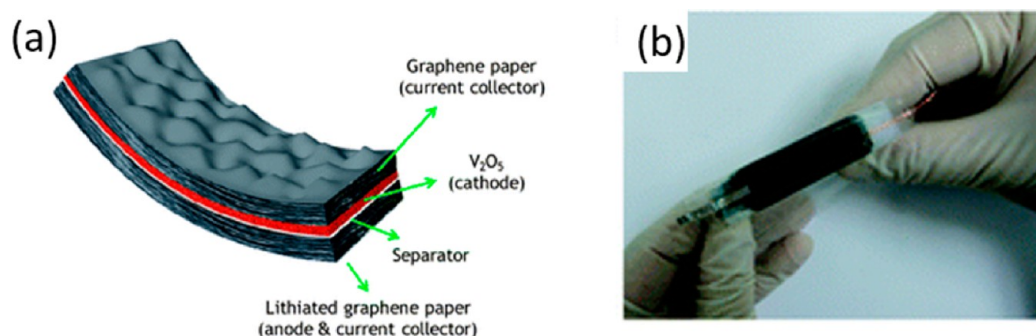 (a)
Graphene paper
(current collector)
V₂O₅
(cathode)
Separator
Lithiated graphene paper
(anode & current collector)
(b)